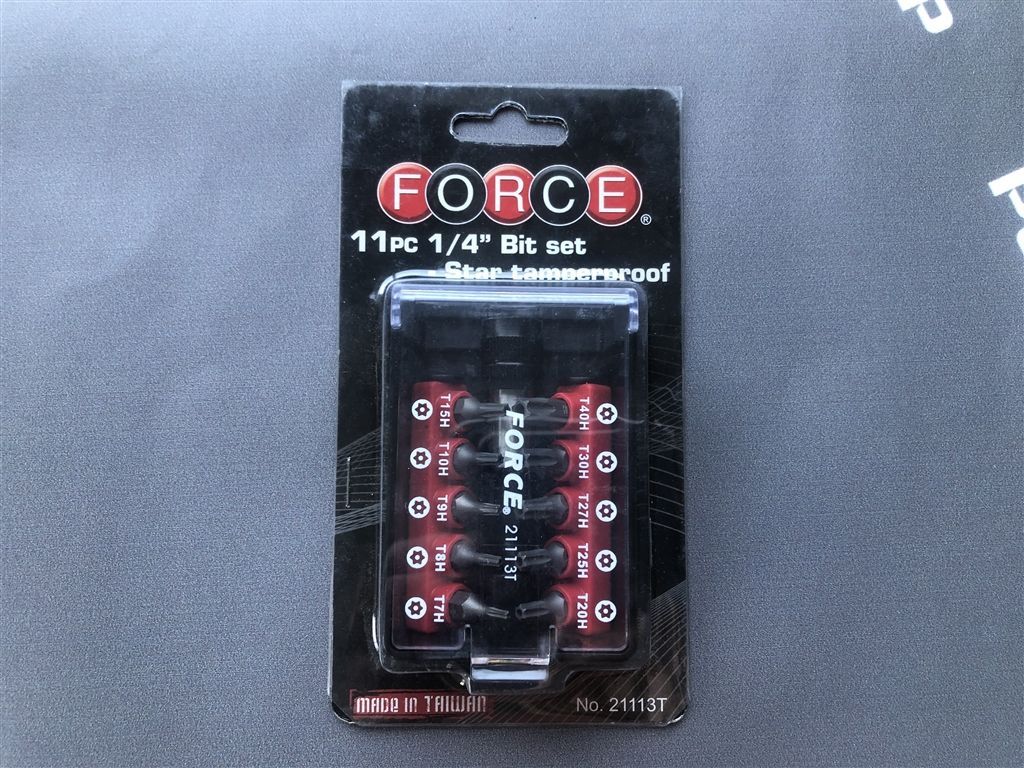 FORCE®
11PC 1/4” Bit set
• Star tamperproof
T15H
T10H
T9H
T8H
T7H
FORCE® 21113T
T40H
T30H
T27H
T25H
T20H
MADE IN TAIWAN
No. 21113T